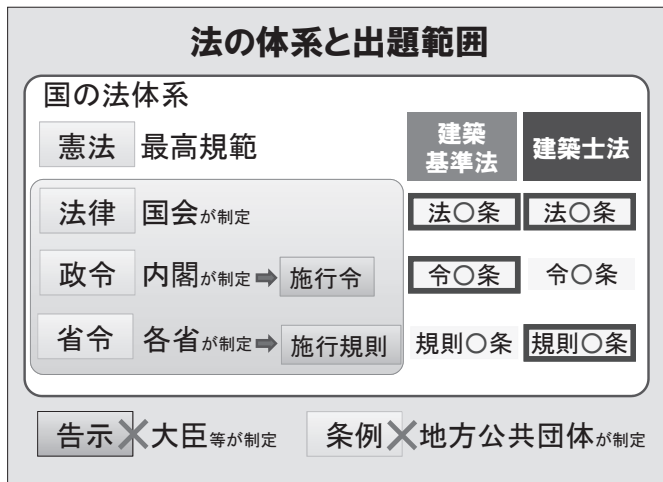 法の体系と出題範囲
国の法体系
憲法 最高規範
建築
基準法
建築士法
法律 国会が制定 法○条 法○条
政令 内閣が制定➡施行令 令○条 令○条
省令 各省が制定➡施行規則 規則○条 規則○条
告示×大臣等が制定 条例×地方公共団体が制定